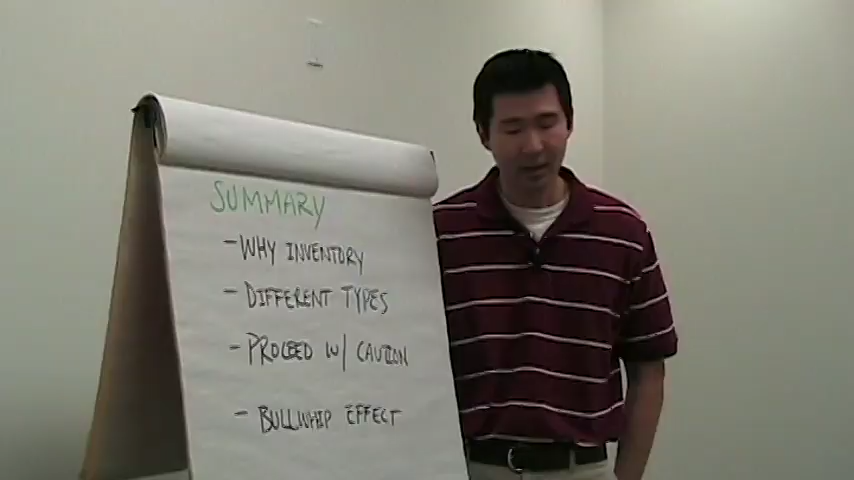 SUMMARY
- WHY INVENTORY
- DIFFERENT TYPES
- PROCEED W/ CAUTION
- BULLWHIP EFFECT